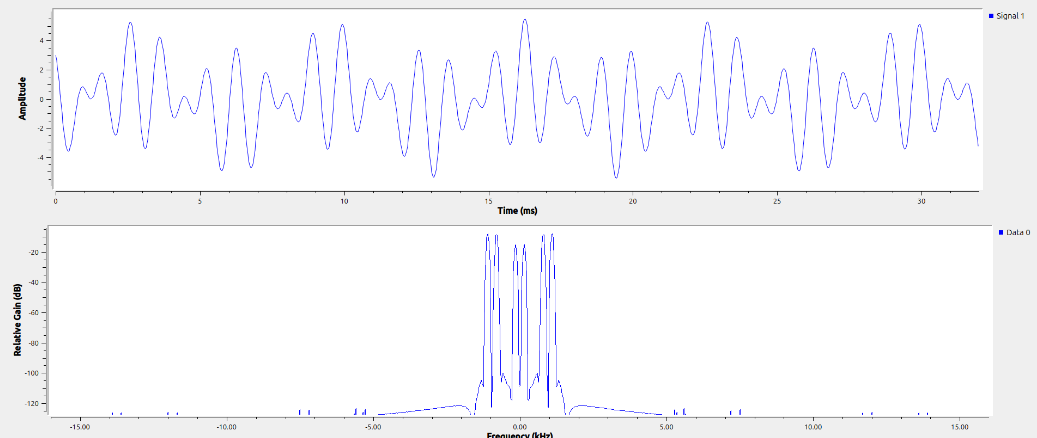 Signal 1
Amplitude
4
2
0
-2
-4
0 5 10 15 20 25 30
Time (ms)
Data 0
Relative Gain (dB)
-20
-40
-60
-80
-100
-120
-15.00 -10.00 -5.00 0.00 5.00 10.00 15.00
Frequency (kHz)